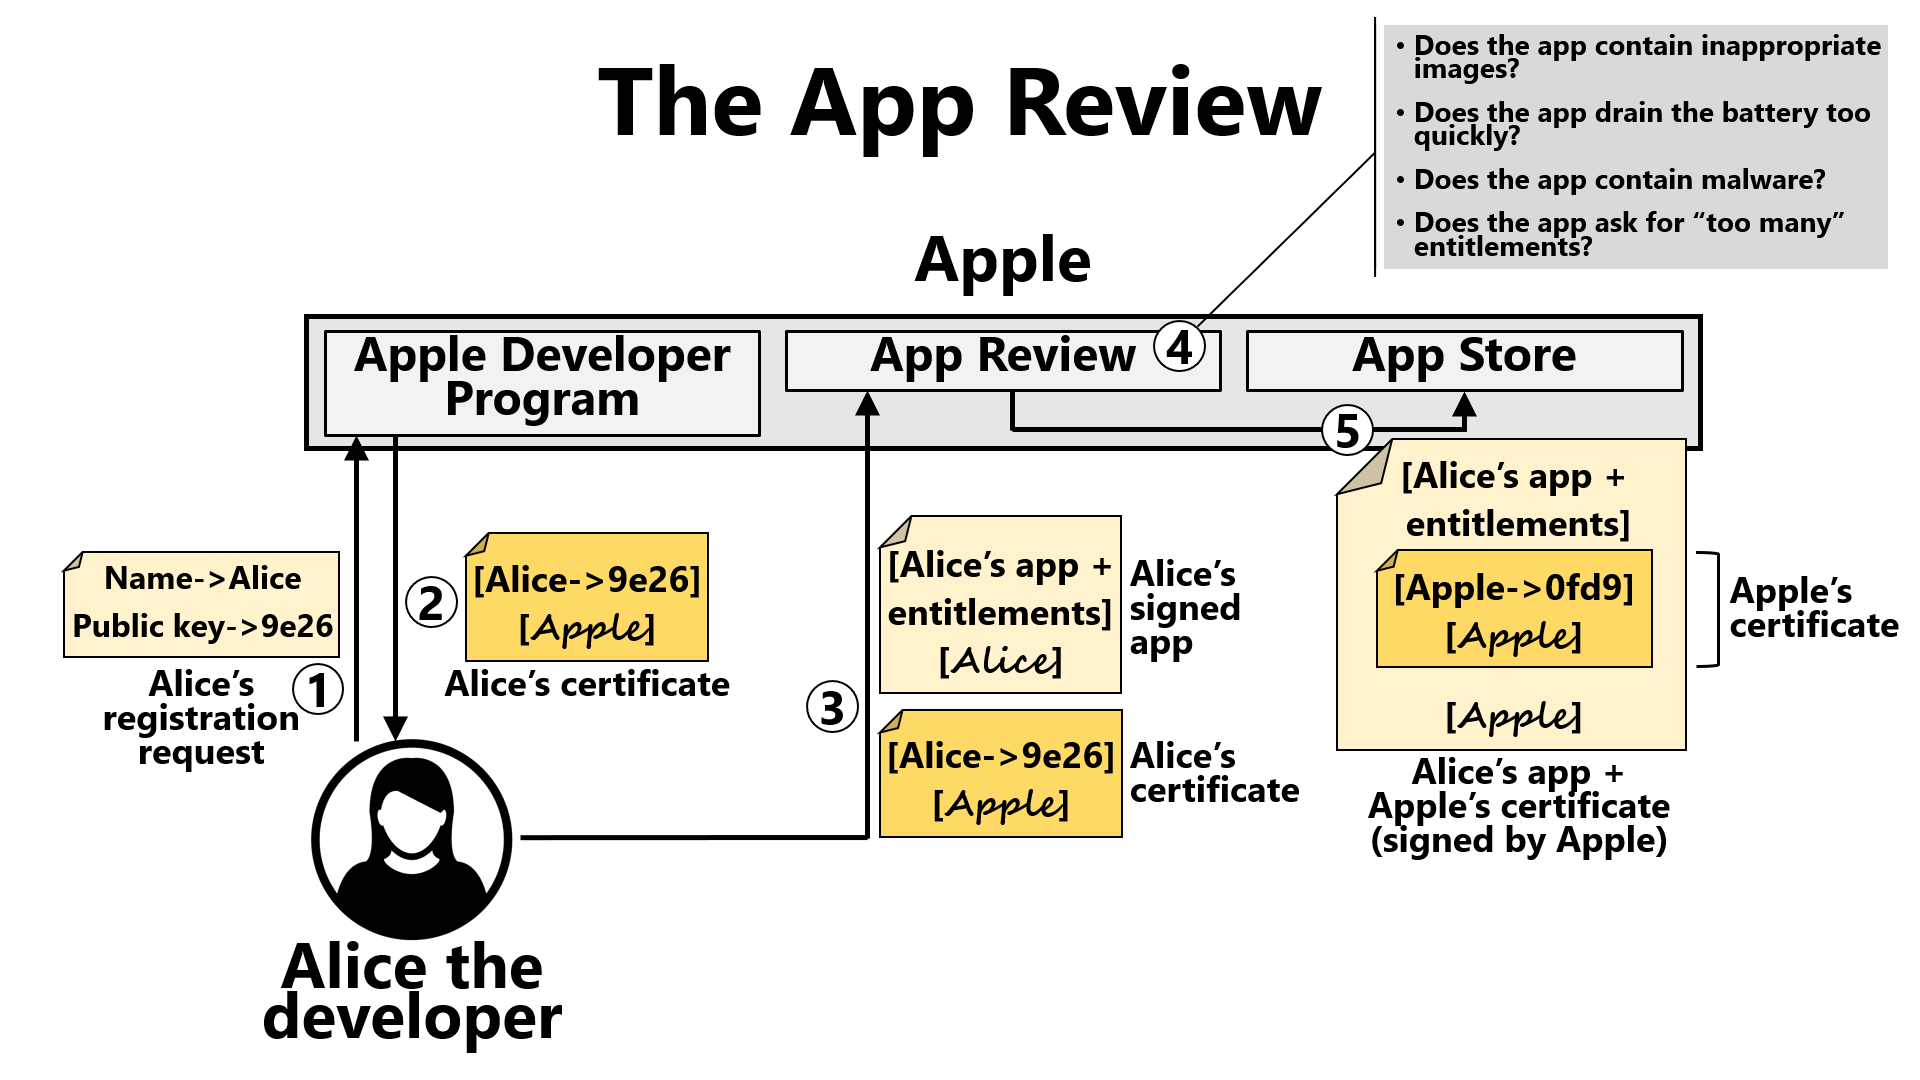 The App Review
• Does the app contain inappropriate
images?
• Does the app drain the battery too
quickly?
• Does the app contain malware?
• Does the app ask for “too many”
entitlements?
Apple
Apple Developer
Program
App Review
4
App Store
5
Name->Alice
Public key->9e26
Alice’s
registration
request
1
2
[Alice->9e26]
[Apple]
Alice’s certificate
3
[Alice’s app +
entitlements]
[Alice]
Alice’s
signed
app
[Alice->9e26]
[Apple]
Alice’s
certificate
[Alice’s app +
entitlements]
[Apple->0fd9]
[Apple]
[Apple]
Apple’s
certificate
Alice’s app +
Apple’s certificate
(signed by Apple)
Alice the
developer